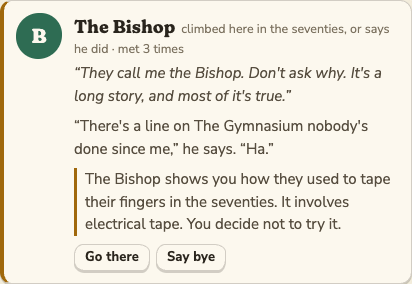 B
The Bishop climbed here in the seventies, or says
he did · met 3 times
“They call me the Bishop. Don't ask why. It's a
long story, and most of it's true.”
“There's a line on The Gymnasium nobody's
done since me,” he says. “Ha.”
The Bishop shows you how they used to tape
their fingers in the seventies. It involves
electrical tape. You decide not to try it.
Go there Say bye